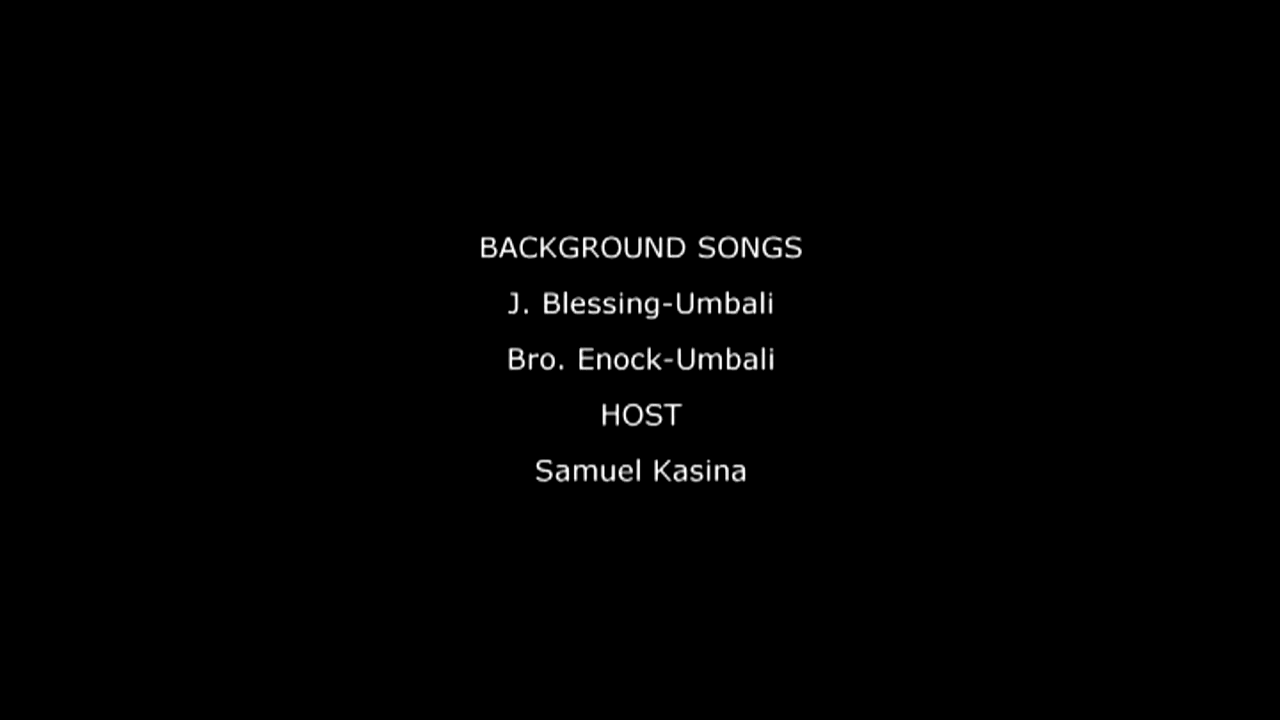 BACKGROUND SONGS
J. Blessing-Umbali
Bro. Enock-Umbali
HOST
Samuel Kasina